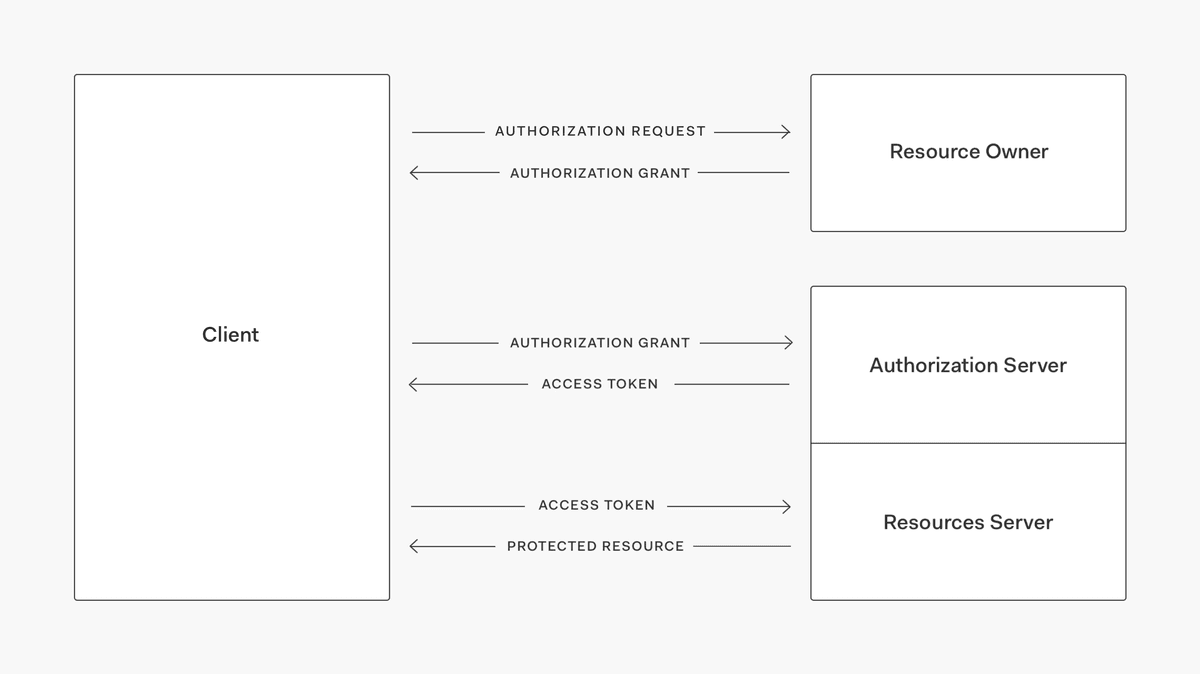 Client
AUTHORIZATION REQUEST
AUTHORIZATION GRANT
Resource Owner
AUTHORIZATION GRANT
ACCESS TOKEN
Authorization Server
ACCESS TOKEN
PROTECTED RESOURCE
Resources Server